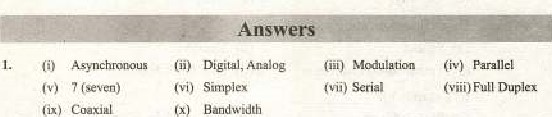 Answers
1. (i) Asynchronous (ii) Digital, Analog (iii) Modulation (iv) Parallel
(v) 7 (seven) (vi) Simplex (vii) Serial (viii) Full Duplex
(ix) Coaxial (x) Bandwidth